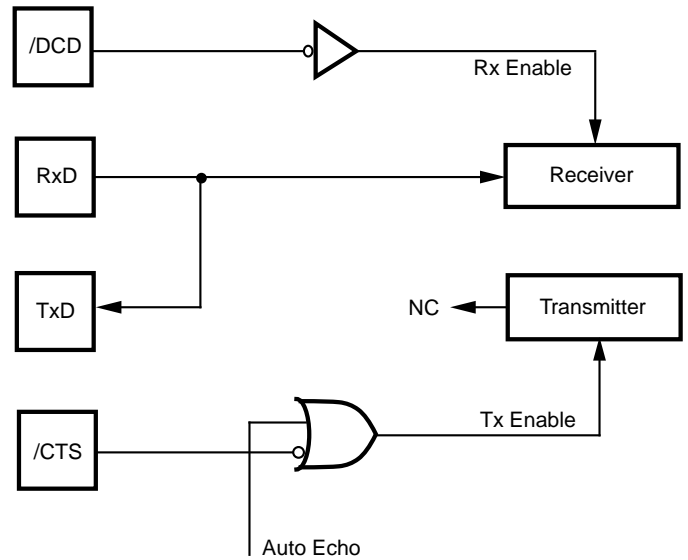 /DCD
Rx Enable
RxD
Receiver
TxD
NC
Transmitter
Tx Enable
/CTS
Auto Echo